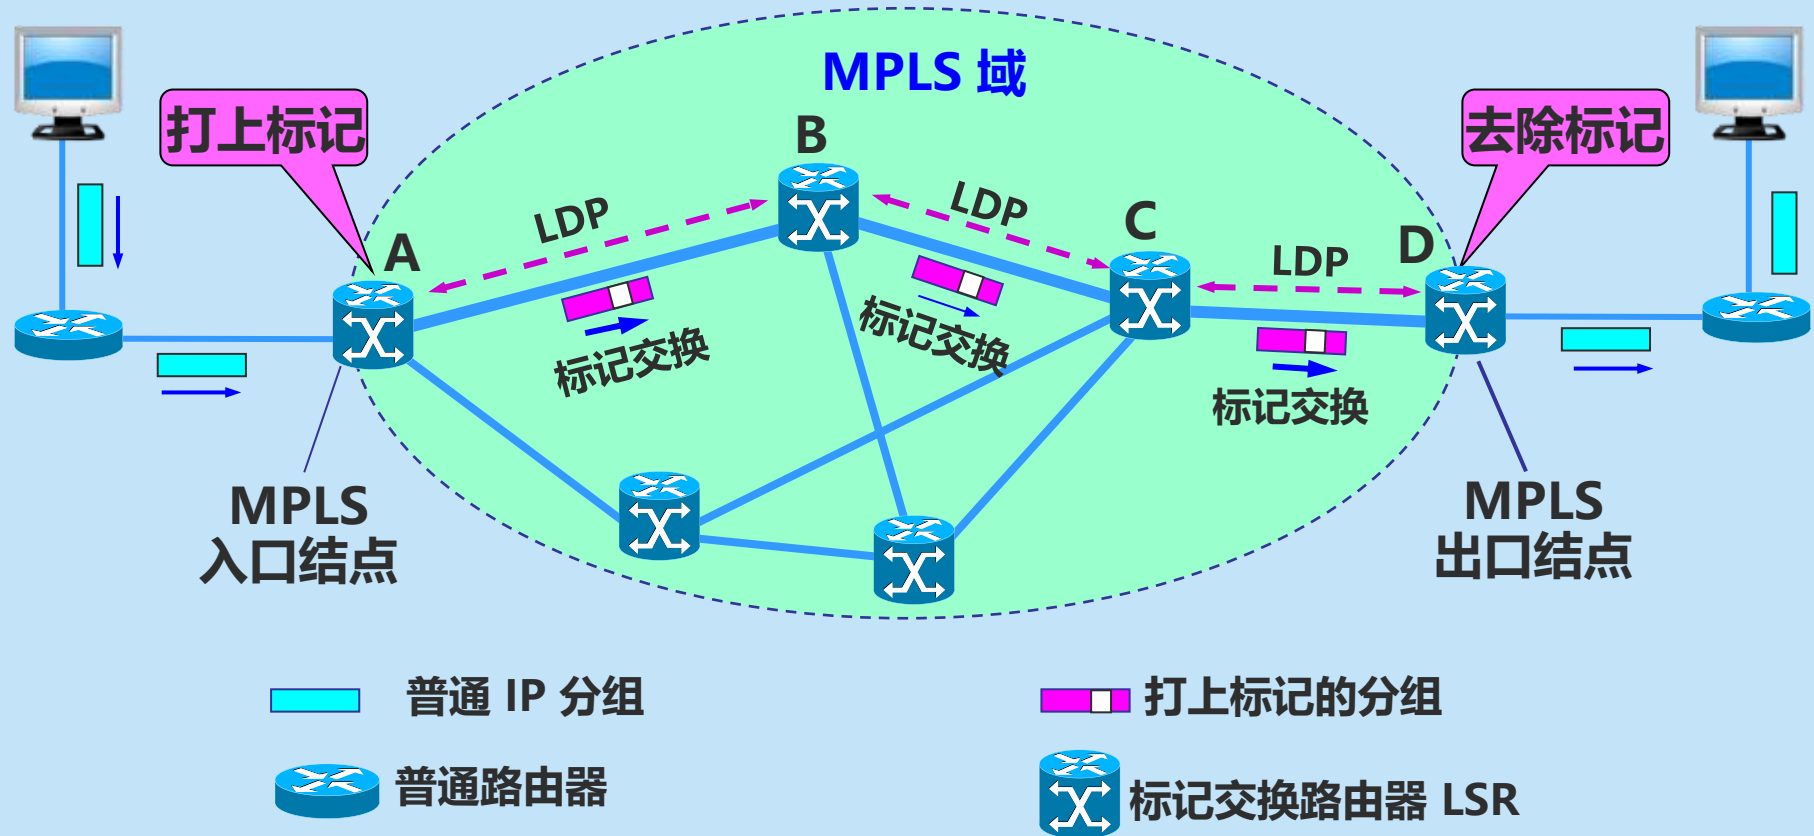 MPLS 域
打上标记
去除标记
B
LDP
LDP
C
A
D
LDP
标记交换
标记交换
标记交换
MPLS
入口结点
MPLS
出口结点
普通 IP 分组
打上标记的分组
普通路由器
标记交换路由器 LSR